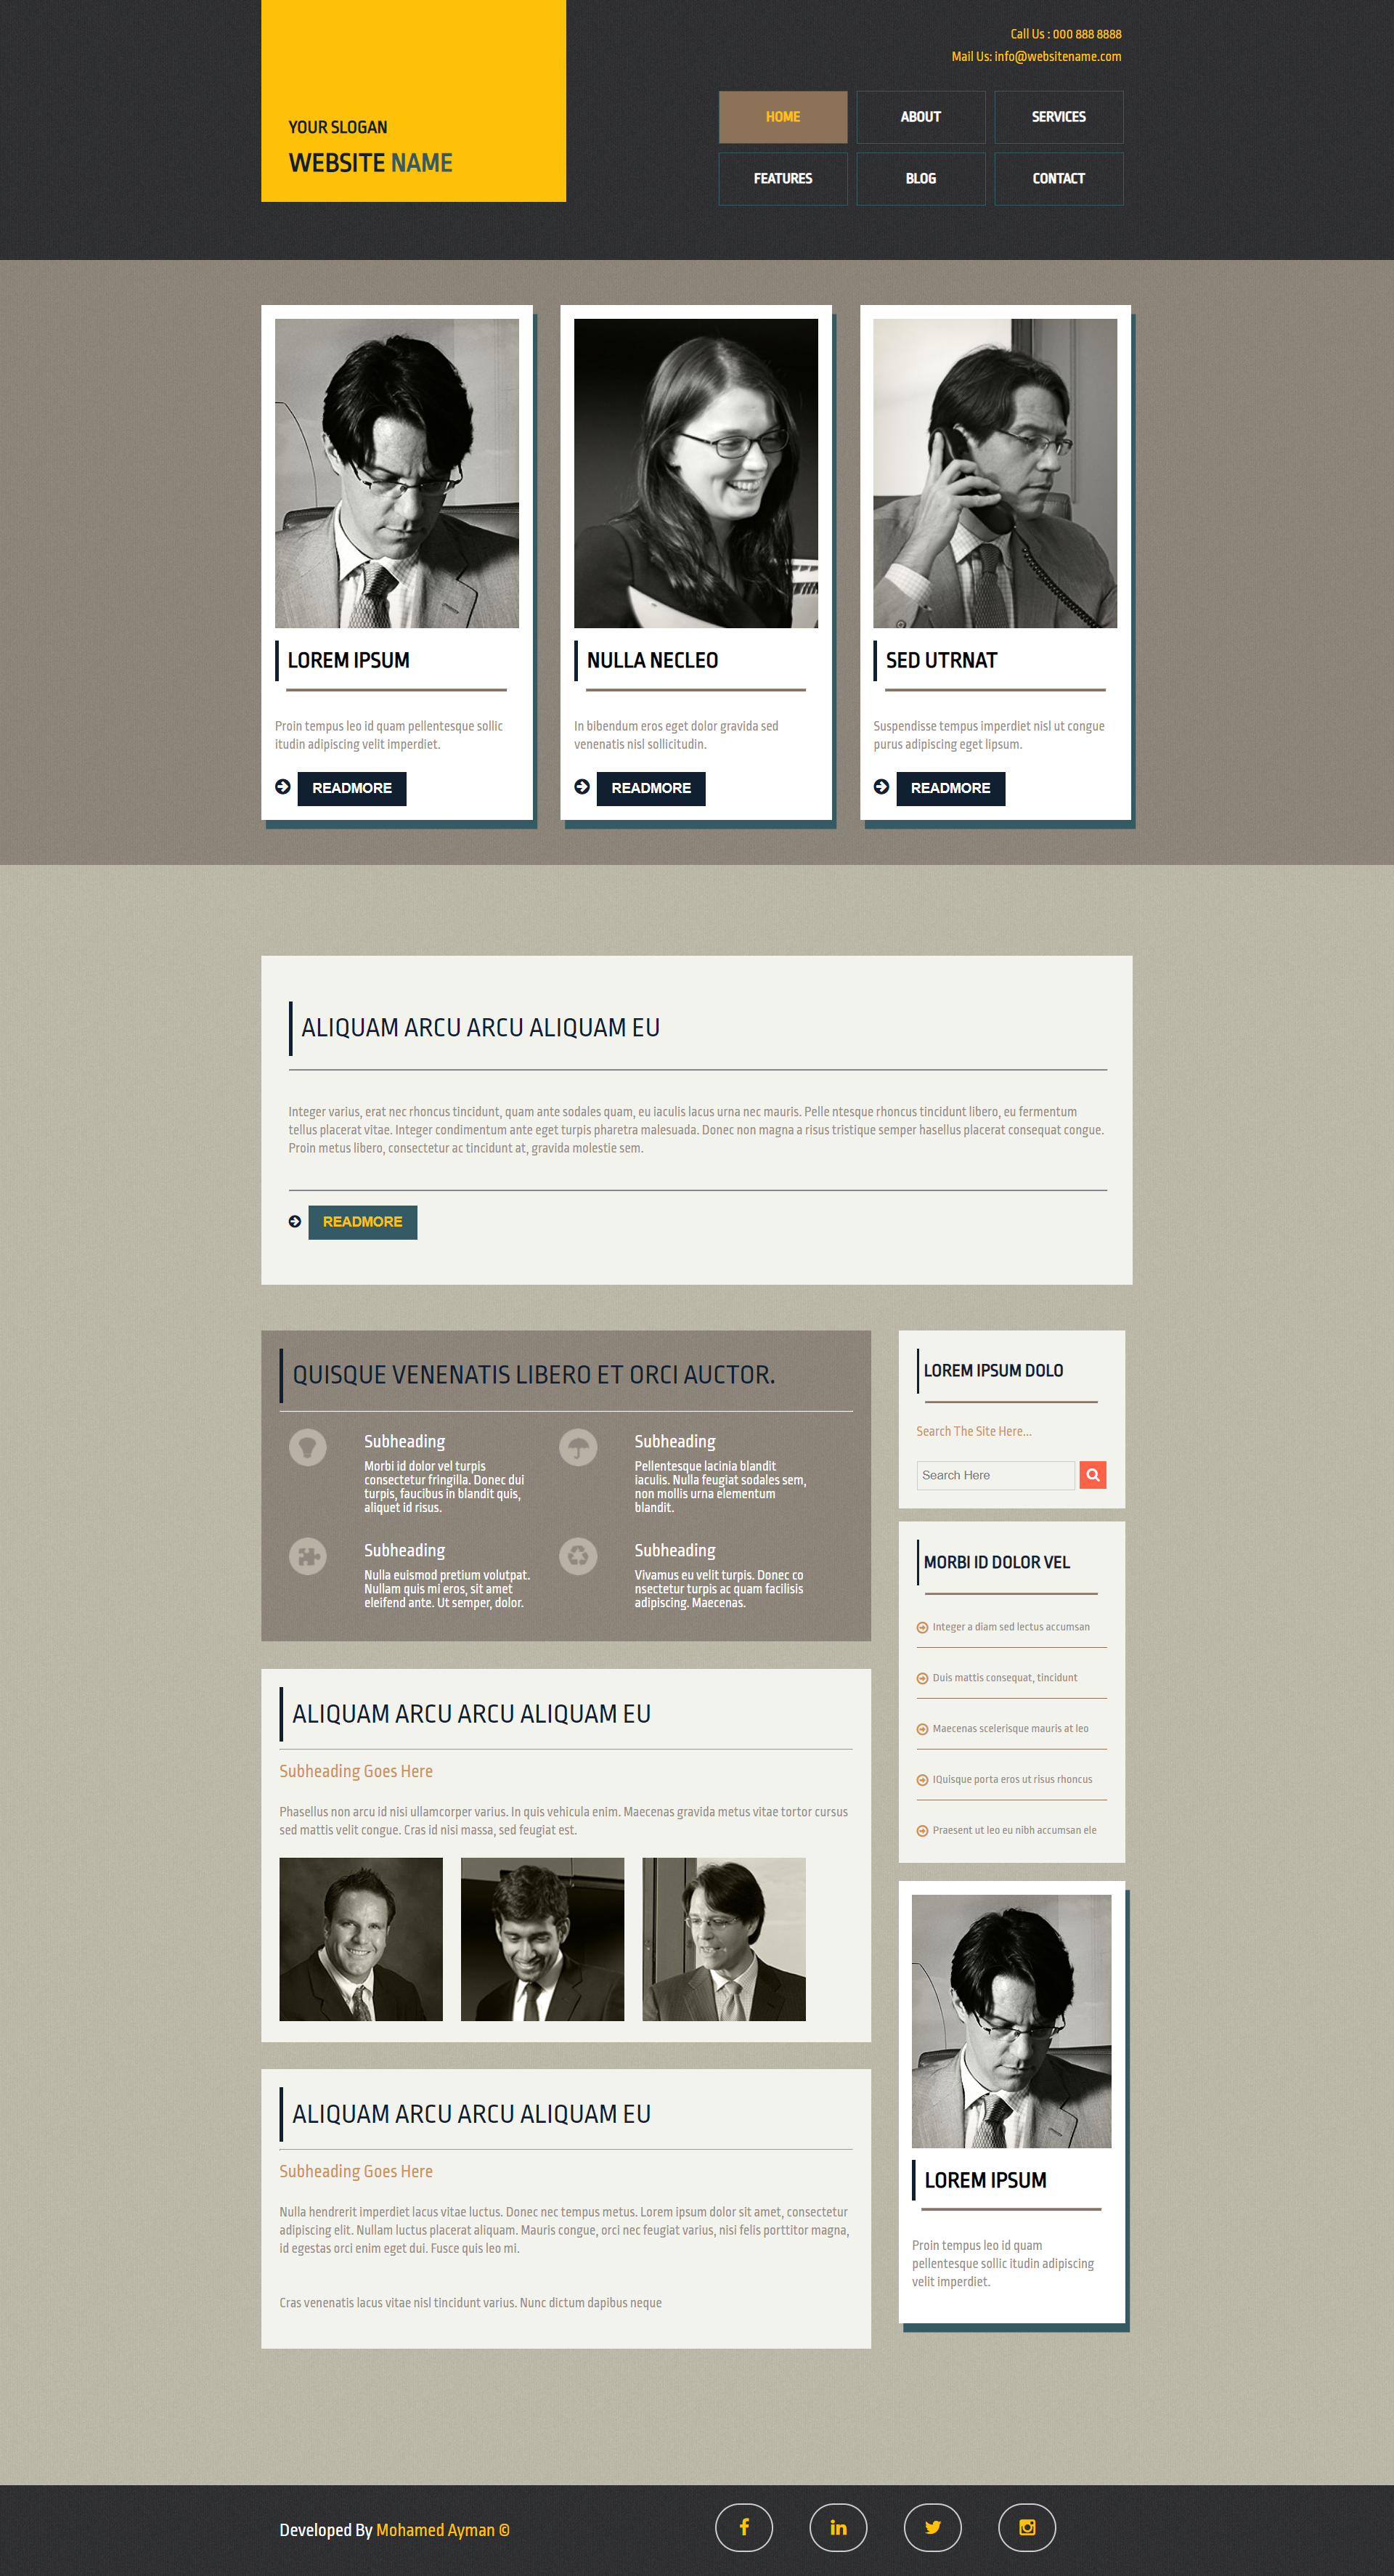 Call Us : 000 888 8888
Mail Us: info@websitename.com
YOUR SLOGAN
WEBSITE NAME
HOME
ABOUT
SERVICES
FEATURES
BLOG
CONTACT
LOREM IPSUM
Proin tempus leo id quam pellentesque sollic
itudin adipiscing velit imperdiet.
READMORE
NULLA NECLEO
In bibendum eros eget dolor gravida sed
venenatis nisl sollicitudin.
READMORE
SED UTRNAT
Suspendisse tempus imperdiet nisl ut congue
purus adipiscing eget lipsum.
READMORE
ALIQUAM ARCU ARCU ALIQUAM EU
Integer varius, erat nec rhoncus tincidunt, quam ante sodales quam, eu iaculis lacus urna nec mauris. Pelle ntesque rhoncus tincidunt libero, eu fermentum
tellus placerat vitae. Integer condimentum ante eget turpis pharetra malesuada. Donec non magna a risus tristique semper hasellus placerat consequat congue.
Proin metus libero, consectetur ac tincidunt at, gravida molestie sem.
READMORE
QUISQUE VENENATIS LIBERO ET ORCI AUCTOR.
Subheading
Morbi id dolor vel turpis
consectetur fringilla. Donec dui
turpis, faucibus in blandit quis,
aliquet id risus.
Subheading
Pellentesque lacinia blandit
iaculis. Nulla feugiat sodales sem,
non mollis urna elementum
blandit.
Subheading
Nulla euismod pretium volutpat.
Nullam quis mi eros, sit amet
eleifend ante. Ut semper, dolor.
Subheading
Vivamus eu velit turpis. Donec co
nsectetur turpis ac quam facilisis
adipiscing. Maecenas.
ALIQUAM ARCU ARCU ALIQUAM EU
Subheading Goes Here
Phasellus non arcu id nisi ullamcorper varius. In quis vehicula enim. Maecenas gravida metus vitae tortor cursus
sed mattis velit congue. Cras id nisi massa, sed feugiat est.
ALIQUAM ARCU ARCU ALIQUAM EU
Subheading Goes Here
Nulla hendrerit imperdiet lacus vitae luctus. Donec nec tempus metus. Lorem ipsum dolor sit amet, consectetur
adipiscing elit. Nullam luctus placerat aliquam. Mauris congue, orci nec feugiat varius, nisi felis porttitor magna,
id egestas orci enim eget dui. Fusce quis leo mi.
Cras venenatis lacus vitae nisl tincidunt varius. Nunc dictum dapibus neque
LOREM IPSUM DOLO
Search The Site Here...
Search Here
MORBI ID DOLOR VEL
Integer a diam sed lectus accumsan
Duis mattis consequat, tincidunt
Maecenas scelerisque mauris at leo
IQuisque porta eros ut risus rhoncus
Praesent ut leo eu nibh accumsan ele
LOREM IPSUM
Proin tempus leo id quam
pellentesque sollic itudin adipiscing
velit imperdiet.
Developed By Mohamed Ayman ©